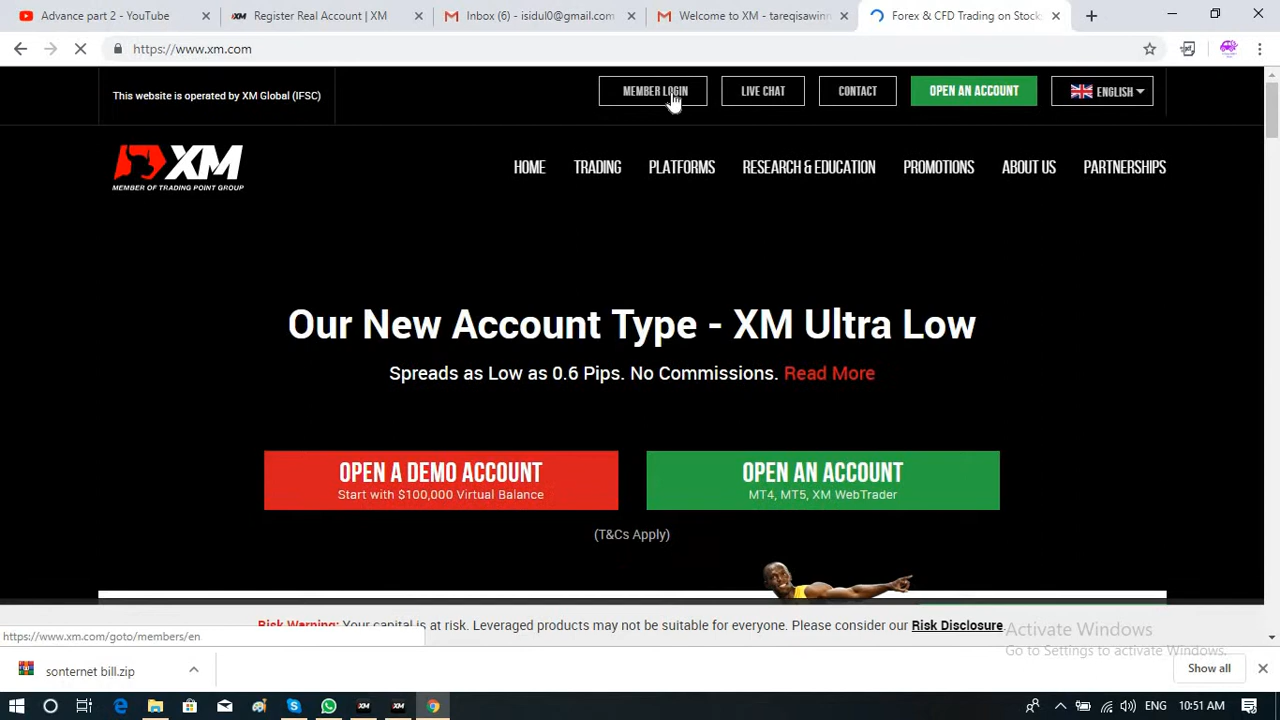 Advance part 2 - YouTube
Register Real Account | XM
Inbox (6) - isidul0@gmail.com
Welcome to XM - tareqisawinn
Forex & CFD Trading on Stock
https://www.xm.com
This website is operated by XM Global (IFSC)
MEMBER LOGIN
LIVE CHAT
CONTACT
OPEN AN ACCOUNT
ENGLISH
XM
MEMBER OF TRADING POINT GROUP
HOME
TRADING
PLATFORMS
RESEARCH & EDUCATION
PROMOTIONS
ABOUT US
PARTNERSHIPS
Our New Account Type - XM Ultra Low
Spreads as Low as 0.6 Pips. No Commissions. Read More
OPEN A DEMO ACCOUNT
Start with $100,000 Virtual Balance
OPEN AN ACCOUNT
MT4, MT5, XM WebTrader
(T&Cs Apply)
Risk Warning: Your capital is at risk. Leveraged products may not be suitable for everyone. Please consider our Risk Disclosure.
https://www.xm.com/goto/members/en
Activate Windows
Go to Settings to activate Windows.
sonternet bill.zip
Show all
ENG
10:51 AM